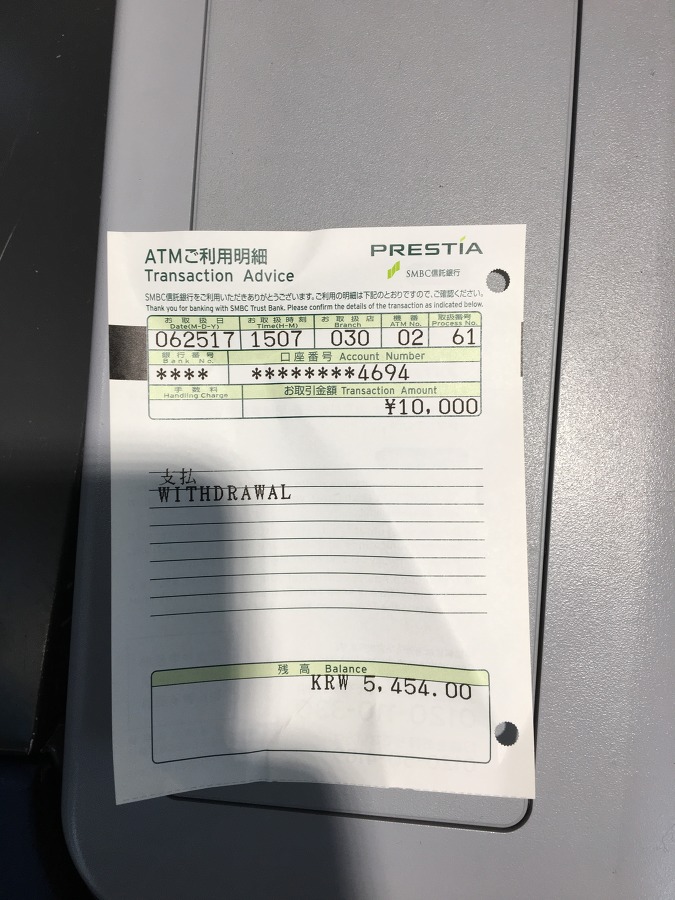 ATMご利用明細
Transaction Advice
PRESTIA
SMBC信託銀行
SMBC信託銀行をご利用いただきありがとうございます。ご利用の明細は下記のとおりですので、ご確認ください。
Thank you for banking with SMBC Trust Bank. Please confirm the details of the transaction as indicated below.
お取扱日 お取扱時刻 お取扱店 機番 取扱番号
Date(M-D-Y) Time(H-M) Branch ATM No. Process No.
062517 1507 030 02 61
銀行番号 口座番号 Account Number
Bank No.
**** ********4694
手数料 お取引金額 Transaction Amount
Handling Charge
¥10,000
支払
WITHDRAWAL
残高 Balance
KRW 5,454.00